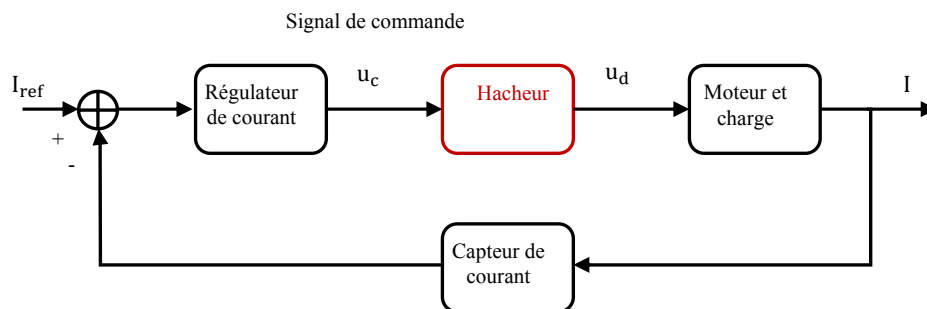 Signal de commande
I_ref
+
-
Régulateur
de courant
u_c
Hacheur
u_d
Moteur et
charge
I
Capteur de
courant